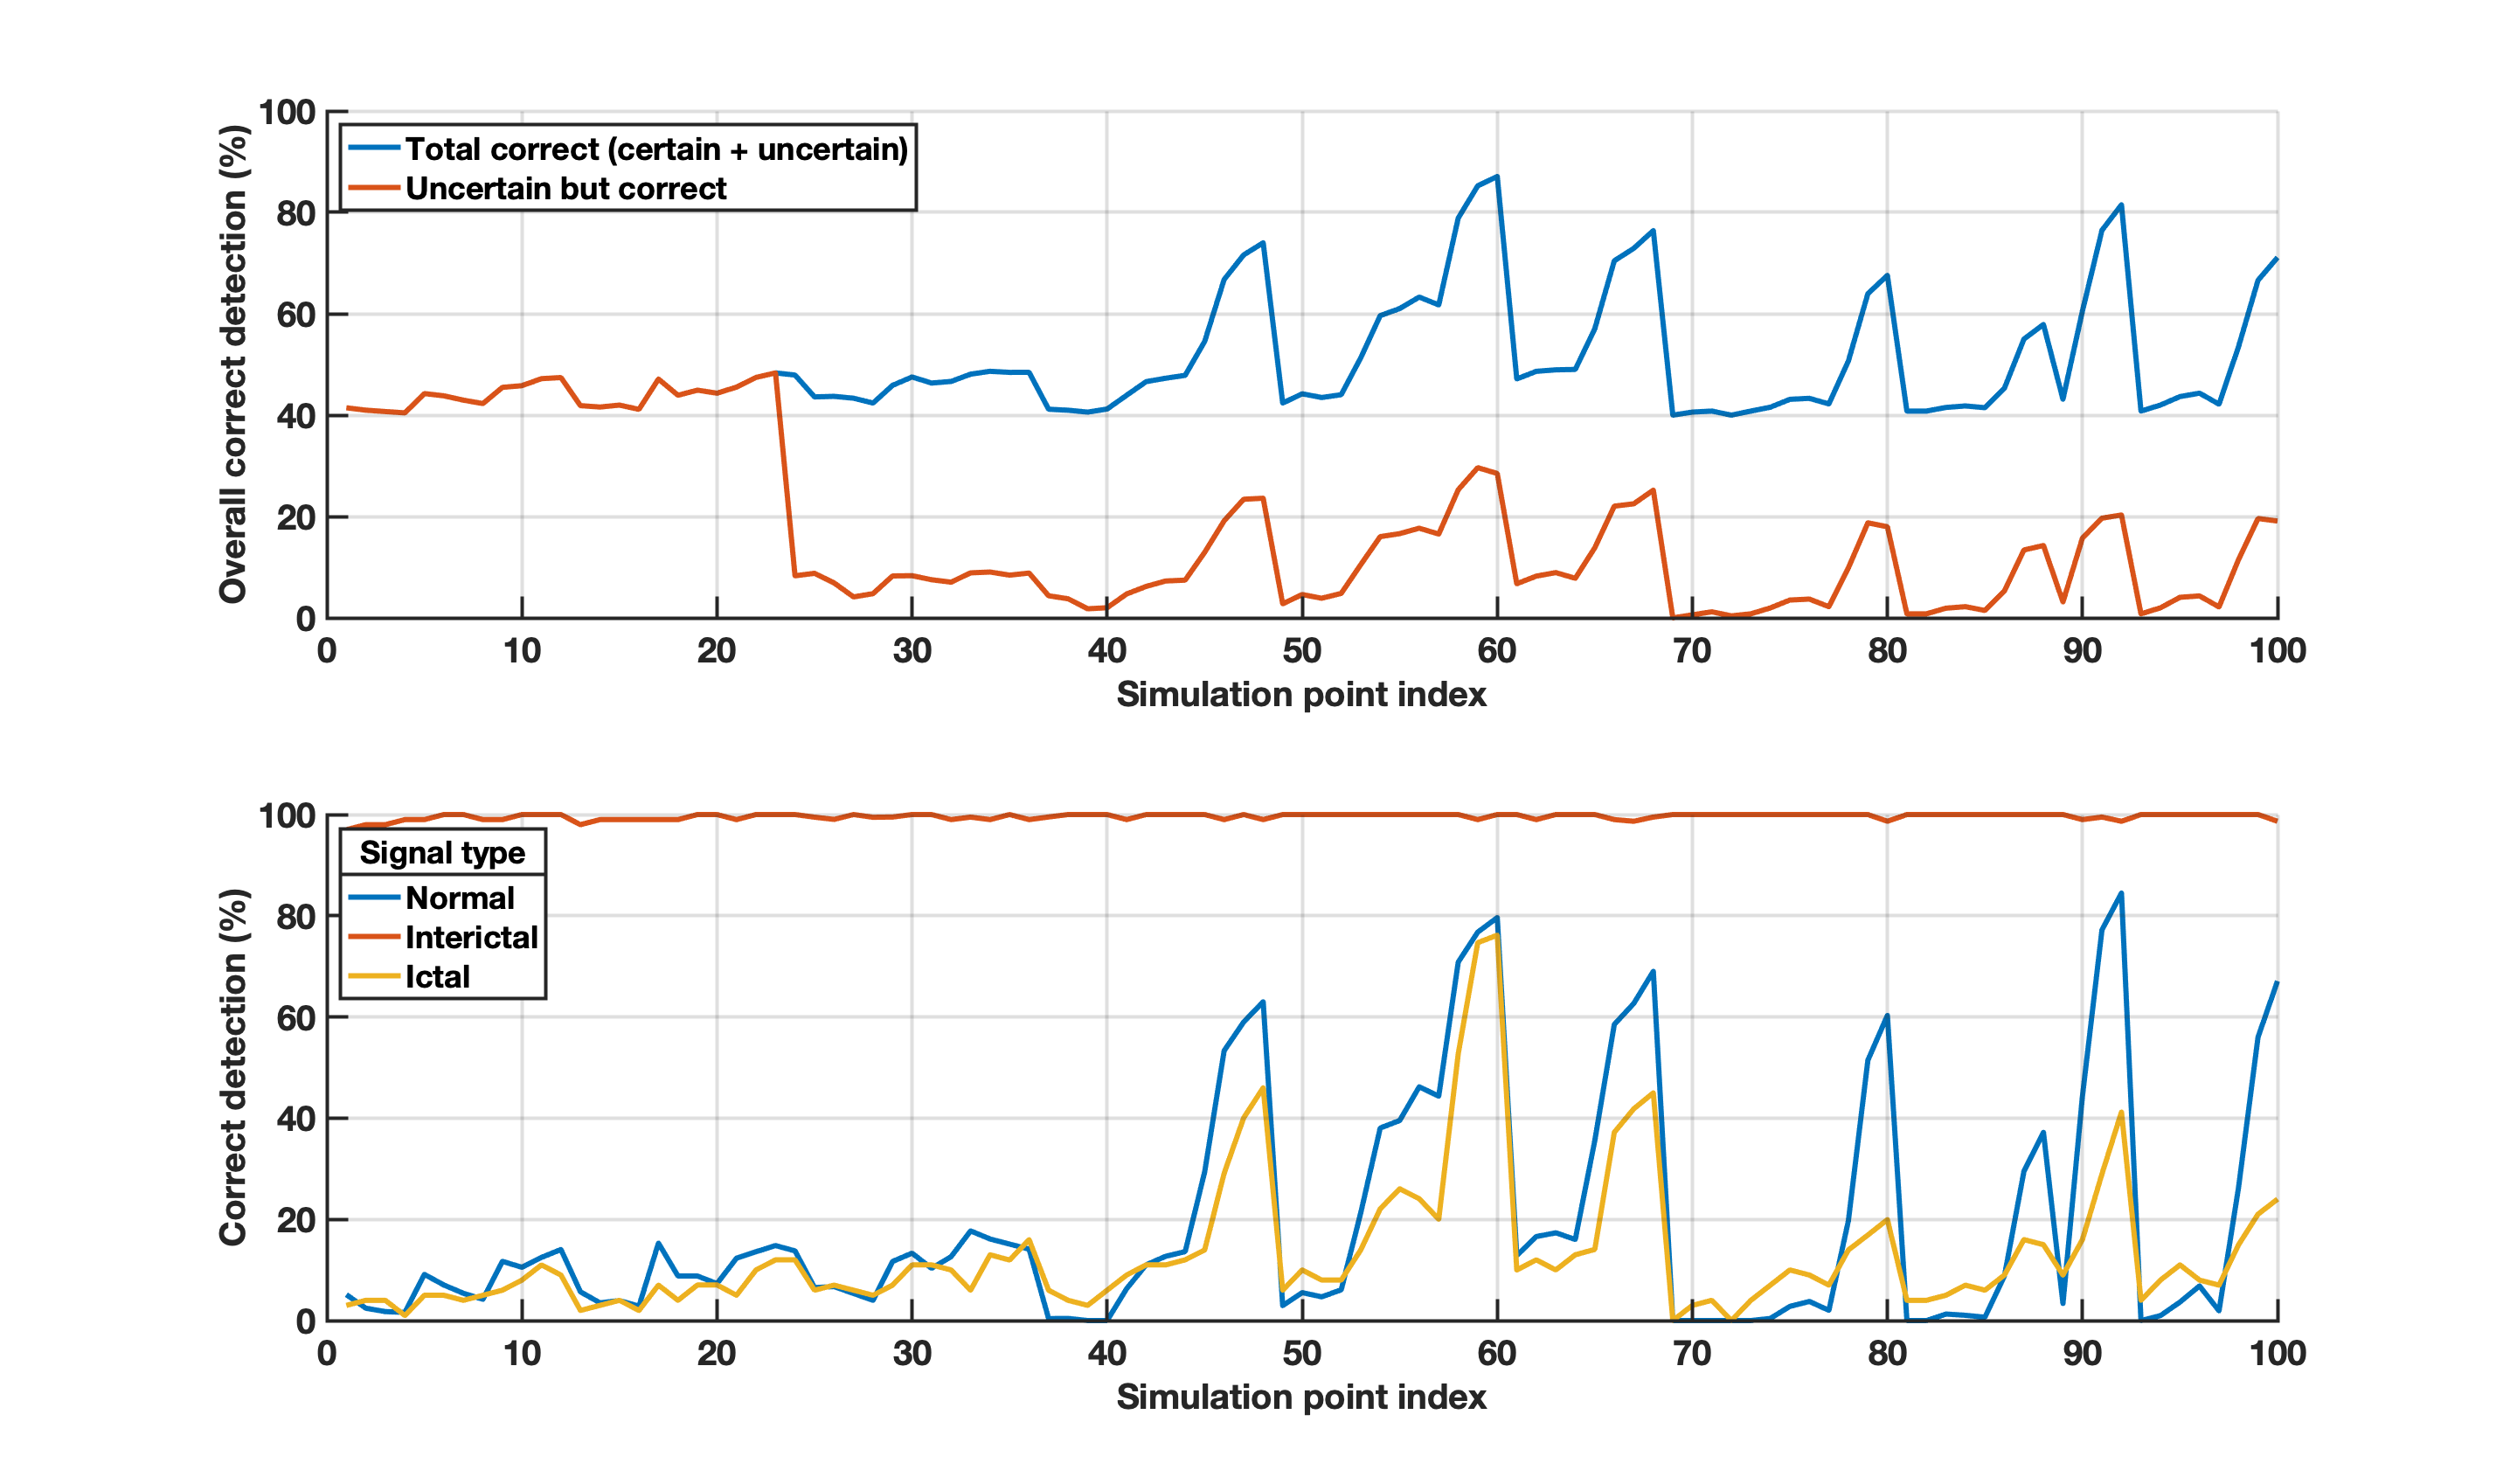 Overall correct detection (%)
100
80
60
40
20
0
Total correct (certain + uncertain)
Uncertain but correct
0 10 20 30 40 50 60 70 80 90 100
Simulation point index
Correct detection (%)
100
80
60
40
20
0
Signal type
Normal
Interictal
Ictal
0 10 20 30 40 50 60 70 80 90 100
Simulation point index